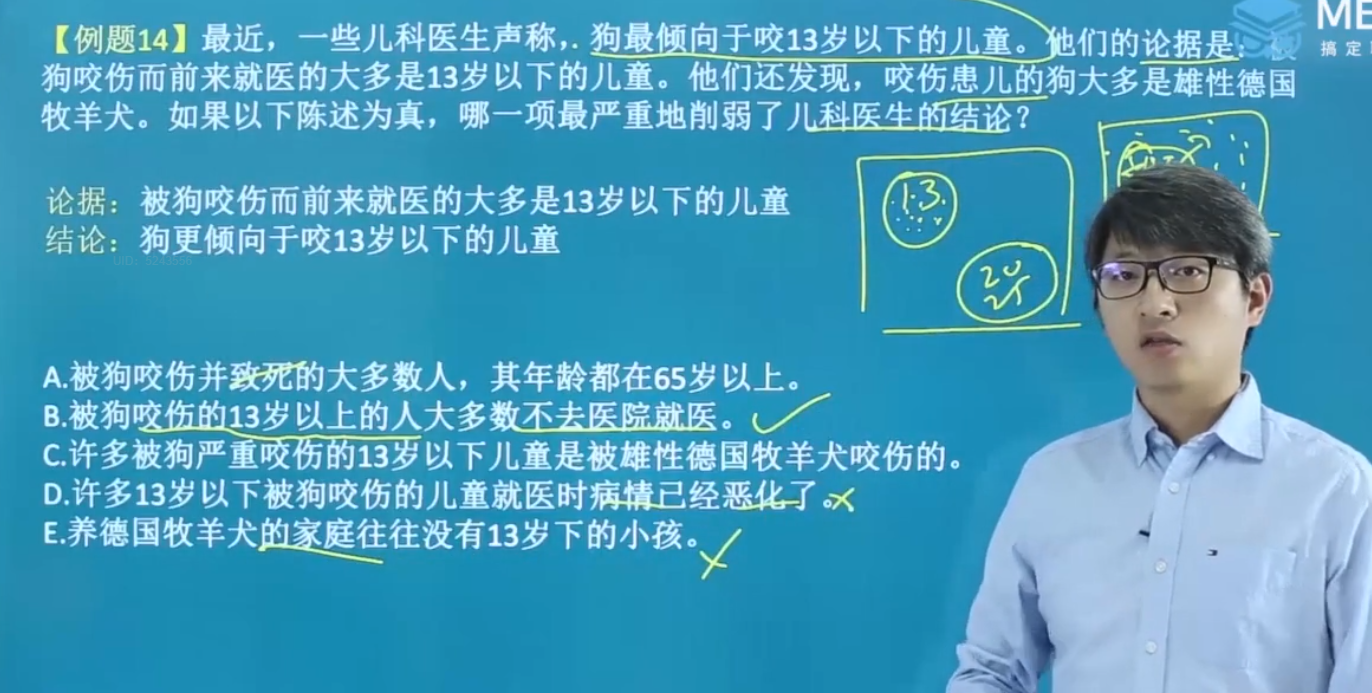 【例题14】最近，一些儿科医生声称，狗最倾向于咬13岁以下的儿童。他们的论据是：被
狗咬伤而前来就医的大多是13岁以下的儿童。他们还发现，咬伤患儿的狗大多是雄性德国
牧羊犬。如果以下陈述为真，哪一项最严重地削弱了儿科医生的结论？
ME
搞定
13
20
25
论据：被狗咬伤而前来就医的大多是13岁以下的儿童
结论：狗更倾向于咬13岁以下的儿童
A.被狗咬伤并致死的大多数人，其年龄都在65岁以上。
B.被狗咬伤的13岁以上的人大多数不去医院就医。
C.许多被狗严重咬伤的13岁以下儿童是被雄性德国牧羊犬咬伤的。
D.许多13岁以下被狗咬伤的儿童就医时病情已经恶化了。
E.养德国牧羊犬的家庭往往没有13岁下的小孩。